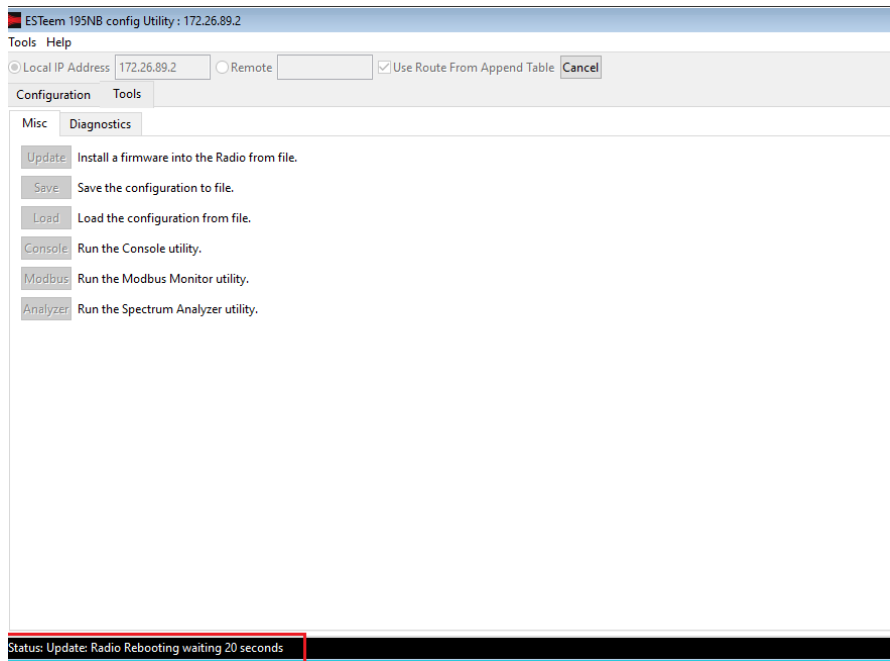 ESTeem 195NB config Utility : 172.26.89.2
Tools Help
Local IP Address 172.26.89.2 Remote Use Route From Append Table Cancel
Configuration Tools
Misc Diagnostics
Update Install a firmware into the Radio from file.
Save Save the configuration to file.
Load Load the configuration from file.
Console Run the Console utility.
Modbus Run the Modbus Monitor utility.
Analyzer Run the Spectrum Analyzer utility.
Status: Update: Radio Rebooting waiting 20 seconds